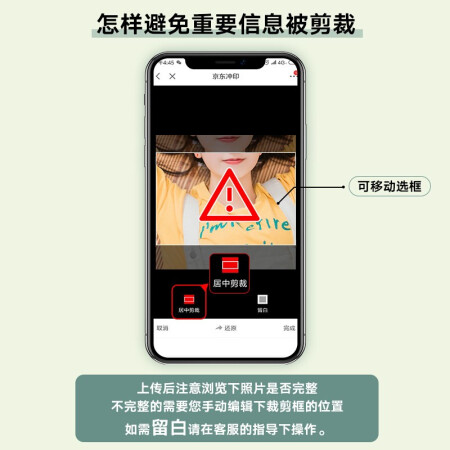 怎样避免重要信息被剪裁
4:45
4G
京东冲印
可移动选框
I'm
居中剪裁
居中剪裁
留白
取消
还原
完成
上传后注意浏览下照片是否完整
不完整的需要您手动编辑下裁剪框的位置
如需留白请在客服的指导下操作。